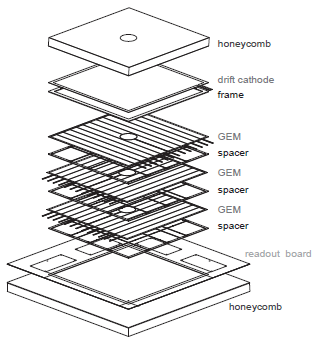 honeycomb
drift cathode
frame
GEM
spacer
GEM
spacer
GEM
spacer
readout board
honeycomb